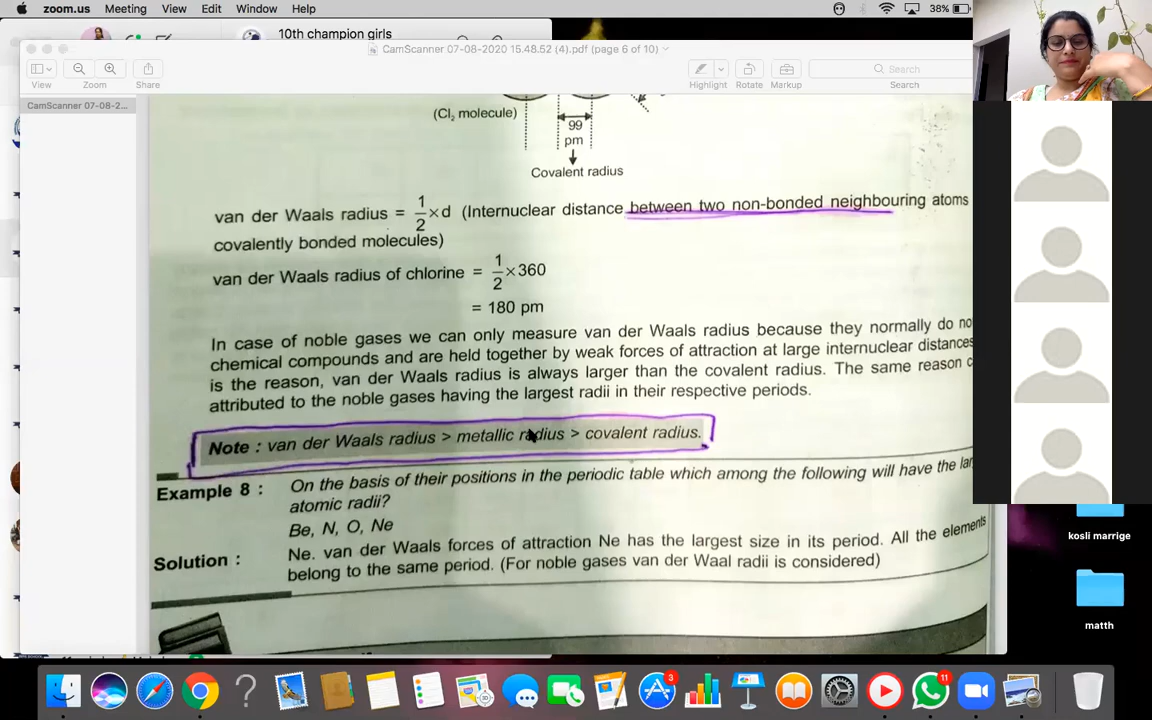 zoom.us Meeting View Edit Window Help 38%
10th champion girls
CamScanner 07-08-2020 15.48.52 (4).pdf (page 6 of 10)
View Zoom Share Highlight Rotate Markup Search
Search
CamScanner 07-08-2...
(Cl₂ molecule)
99
pm
Covalent radius
van der Waals radius = 1/2 × d (Internuclear distance between two non-bonded neighbouring atoms
covalently bonded molecules)
van der Waals radius of chlorine = 1/2 × 360
= 180 pm
In case of noble gases we can only measure van der Waals radius because they normally do no
chemical compounds and are held together by weak forces of attraction at large internuclear distances
is the reason, van der Waals radius is always larger than the covalent radius. The same reason c
attributed to the noble gases having the largest radii in their respective periods.
Note : van der Waals radius > metallic radius > covalent radius.
Example 8 : On the basis of their positions in the periodic table which among the following will have the lar
atomic radii?
Be, N, O, Ne
Solution : Ne. van der Waals forces of attraction Ne has the largest size in its period. All the elements
belong to the same period. (For noble gases van der Waal radii is considered)
kosli marrige
matth
3
11